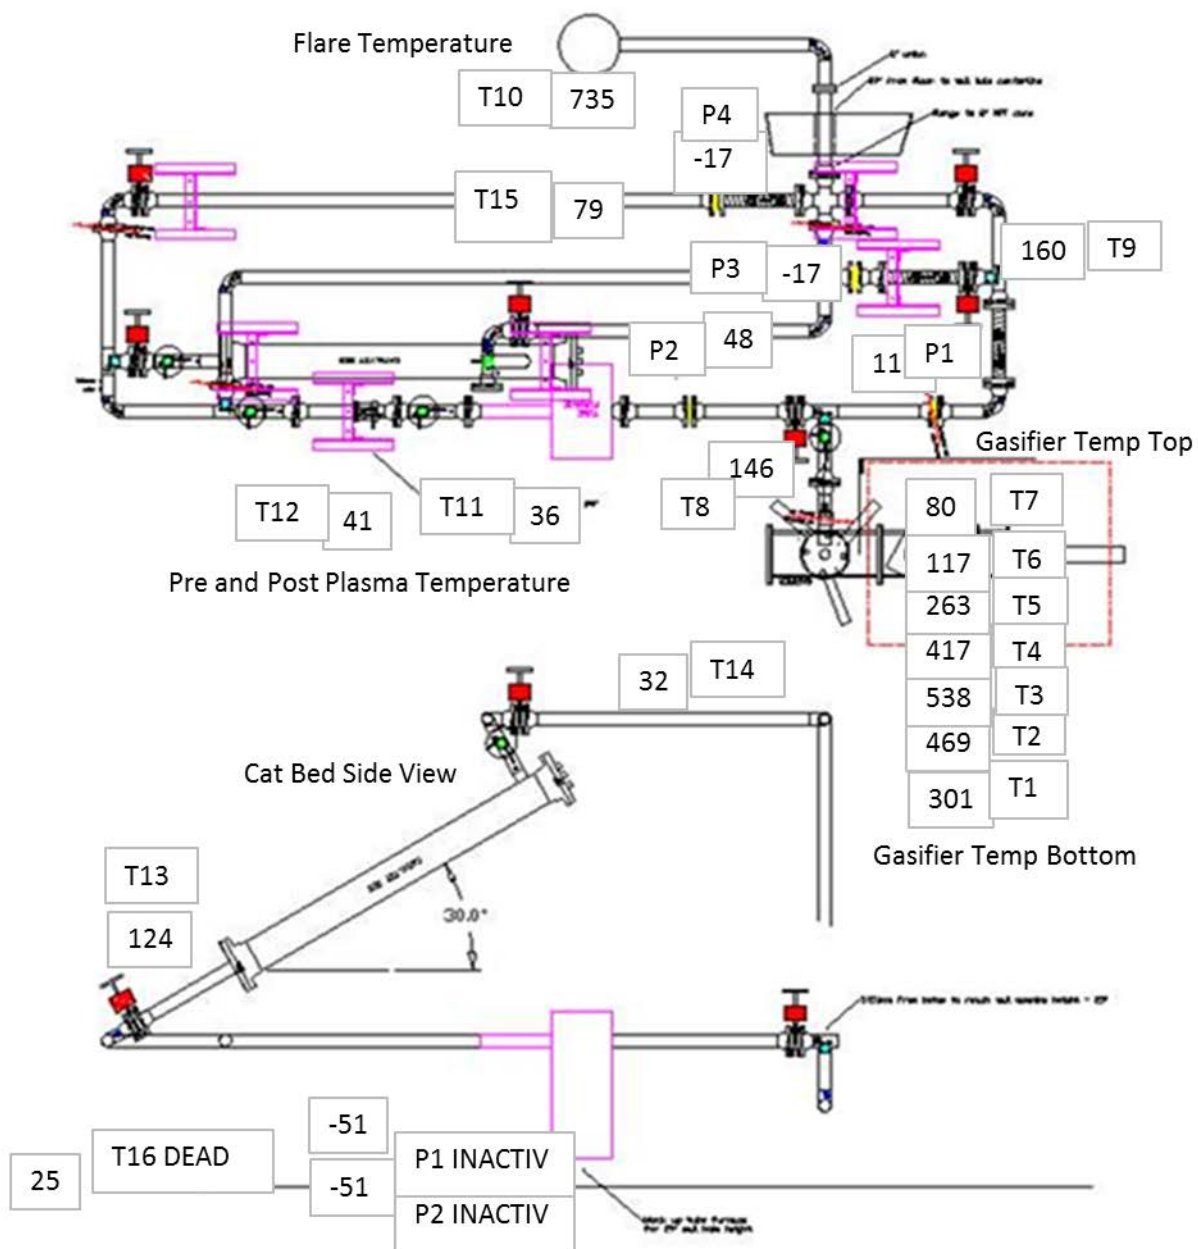 Flare Temperature
T10 735
P4
-17
T15 79
P3 -17
160 T9
P2 48
11 P1
Gasifier Temp Top
146
T8
T12 41
T11 36
80 T7
Pre and Post Plasma Temperature
117 T6
263 T5
417 T4
538 T3
469 T2
301 T1
Gasifier Temp Bottom
32 T14
Cat Bed Side View
T13
124
30.0°
-51
T16 DEAD
25
P1 INACTIV
-51
P2 INACTIV